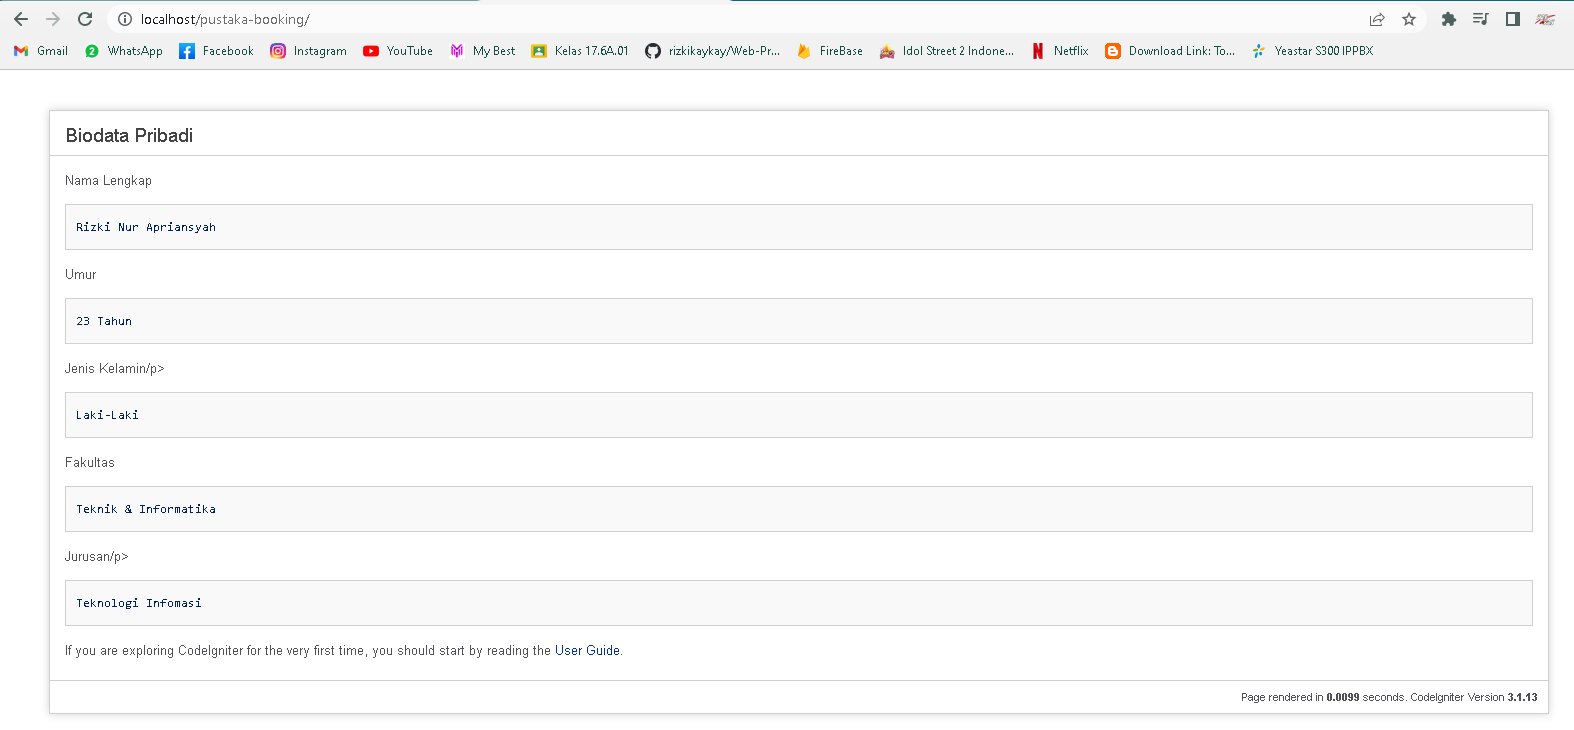 localhost/pustaka-booking/
Gmail WhatsApp Facebook Instagram YouTube My Best Kelas 17.6A.01 rizkikaykay/Web-Pr... FireBase Idol Street 2 Indone... Netflix Download Link: To... Yeastar S300 IPPBX
Biodata Pribadi
Nama Lengkap
Rizki Nur Apriansyah
Umur
23 Tahun
Jenis Kelamin/p>
Laki-Laki
Fakultas
Teknik & Informatika
Jurusan/p>
Teknologi Infomasi
If you are exploring CodeIgniter for the very first time, you should start by reading the User Guide.
Page rendered in 0.0099 seconds. CodeIgniter Version 3.1.13